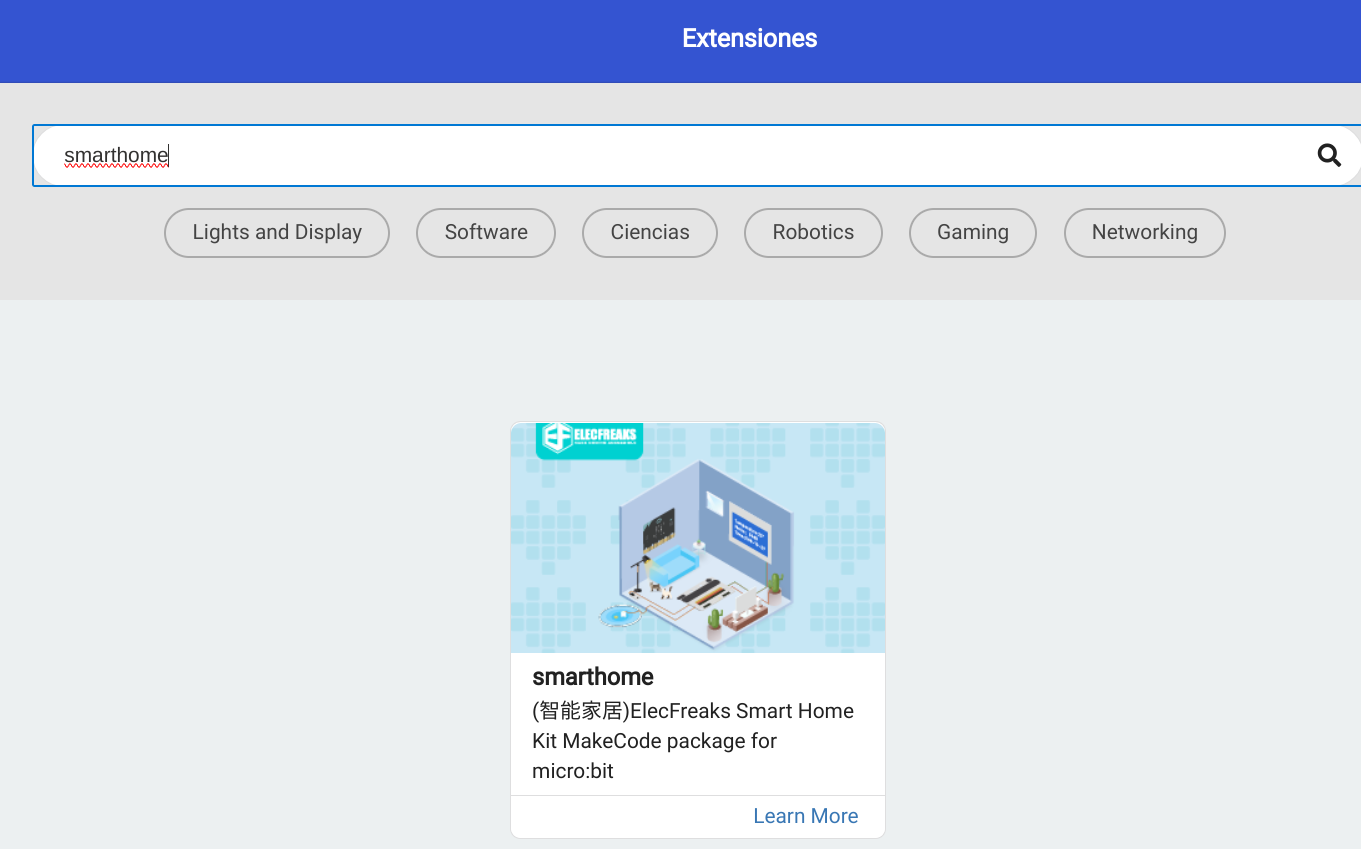 Extensiones
smarthome
Lights and Display
Software
Ciencias
Robotics
Gaming
Networking
ELECFREAKS
smarthome
(智能家居)ElecFreaks Smart Home
Kit MakeCode package for
micro:bit
Learn More